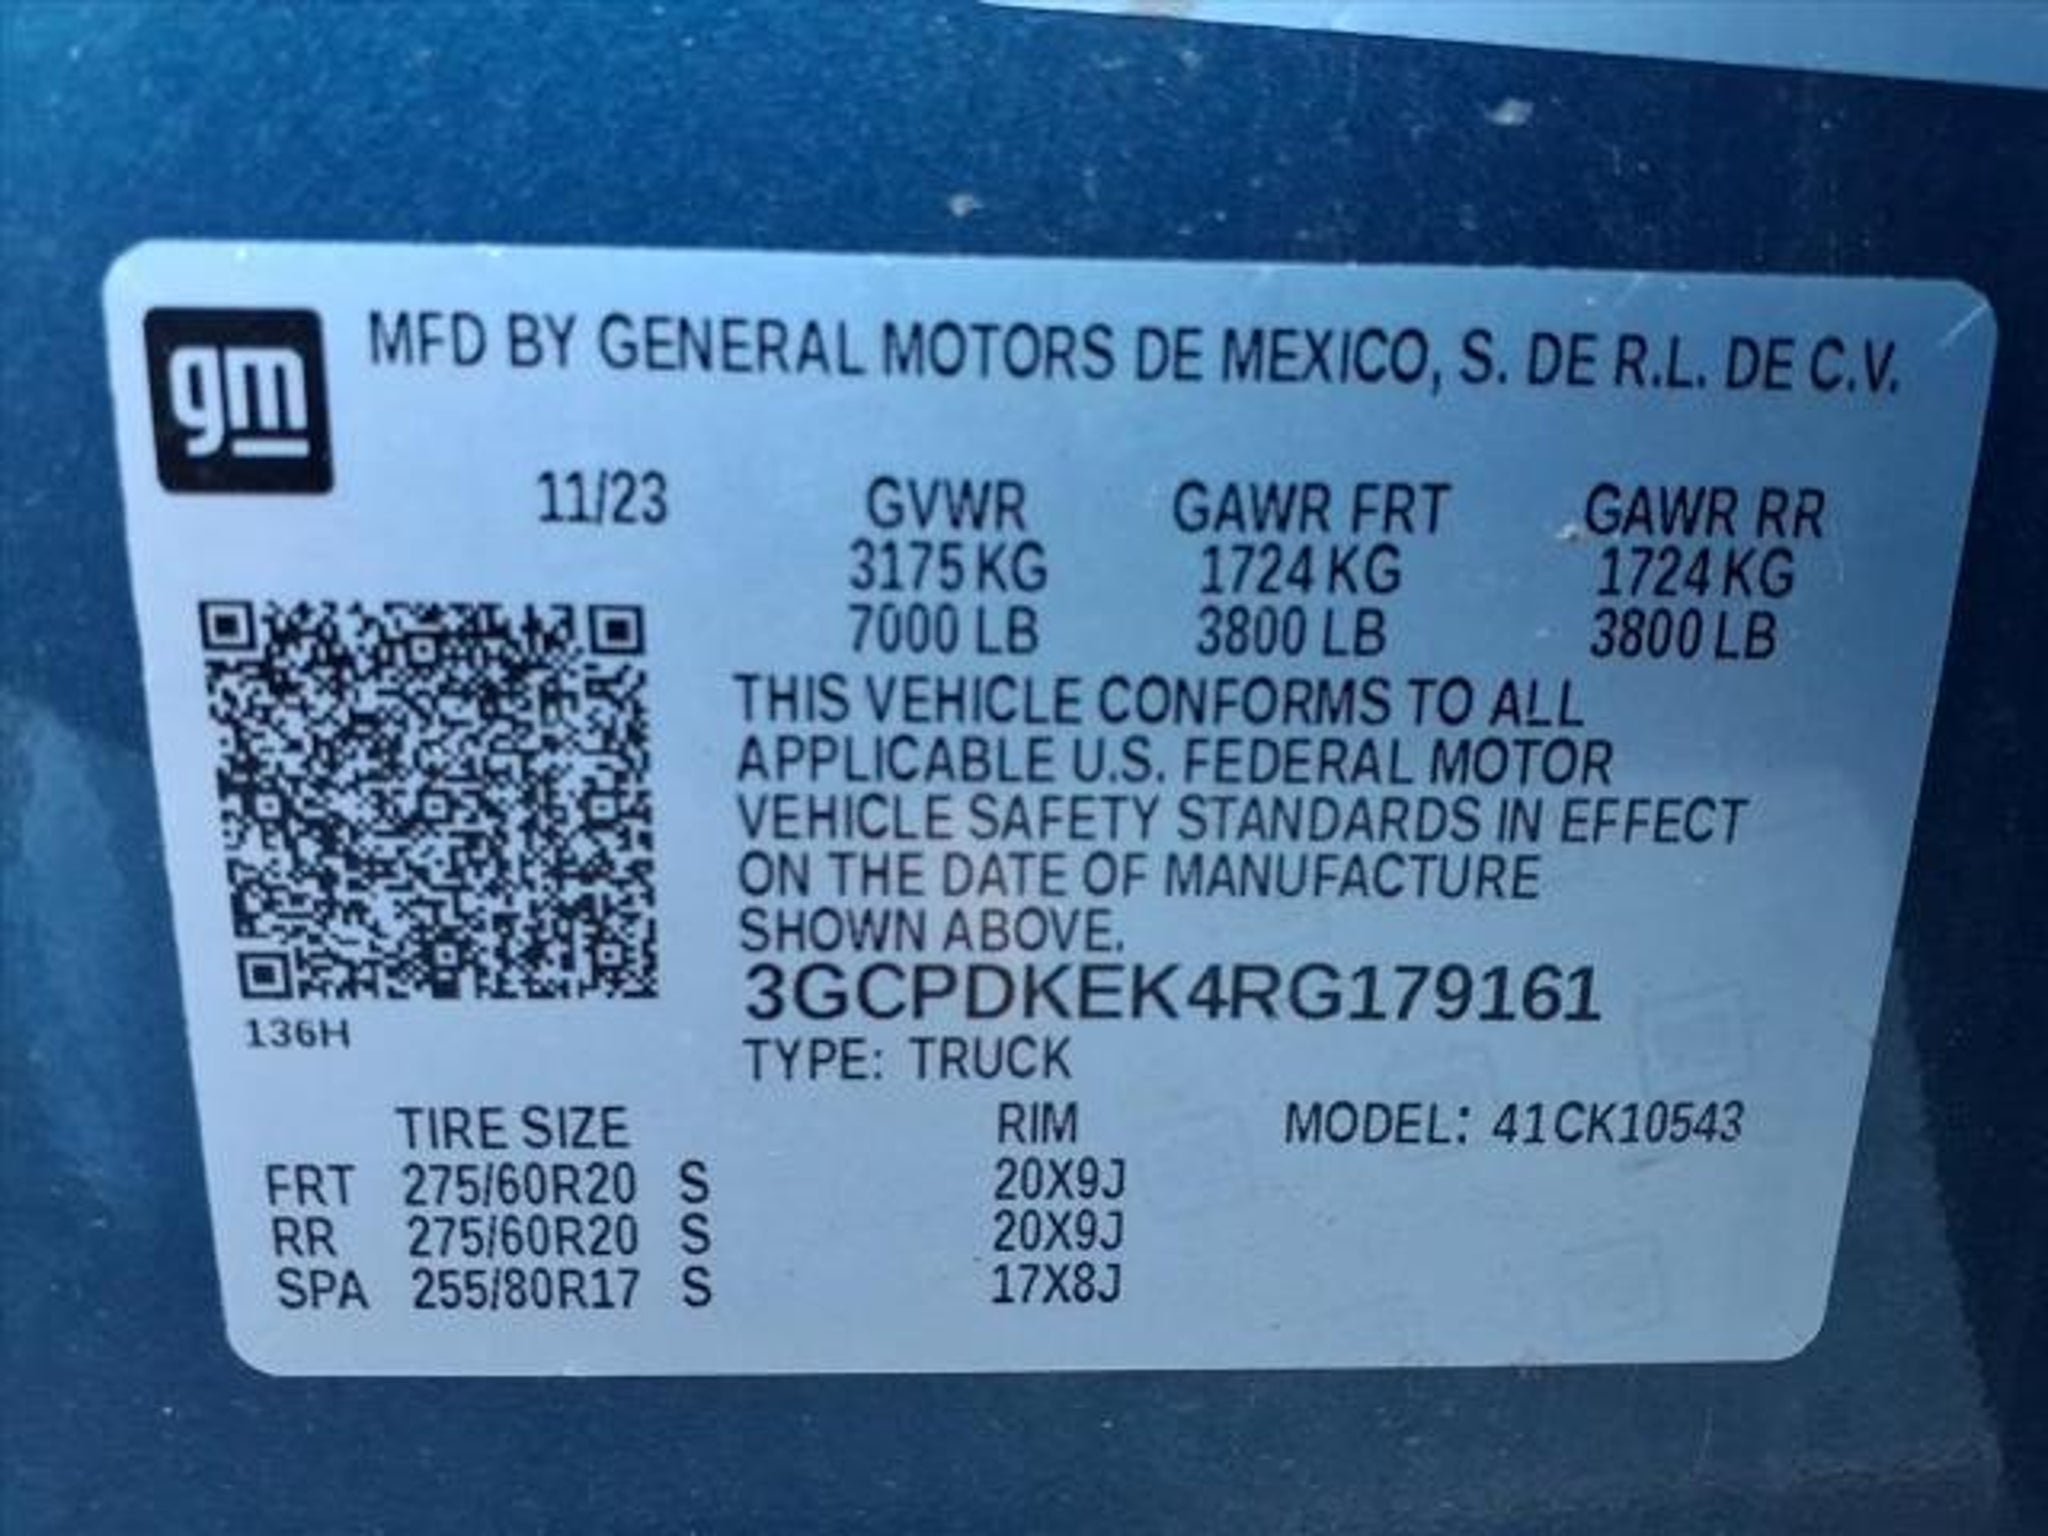 gm MFD BY GENERAL MOTORS DE MEXICO, S. DE R.L. DE C.V.
11/23 GVWR GAWR FRT GAWR RR
3175 KG 1724 KG 1724 KG
7000 LB 3800 LB 3800 LB
THIS VEHICLE CONFORMS TO ALL
APPLICABLE U.S. FEDERAL MOTOR
VEHICLE SAFETY STANDARDS IN EFFECT
ON THE DATE OF MANUFACTURE
SHOWN ABOVE.
3GCPDKEK4RG179161
136H
TYPE: TRUCK
TIRE SIZE RIM MODEL: 41CK10543
FRT 275/60R20 S 20X9J
RR 275/60R20 S 20X9J
SPA 255/80R17 S 17X8J